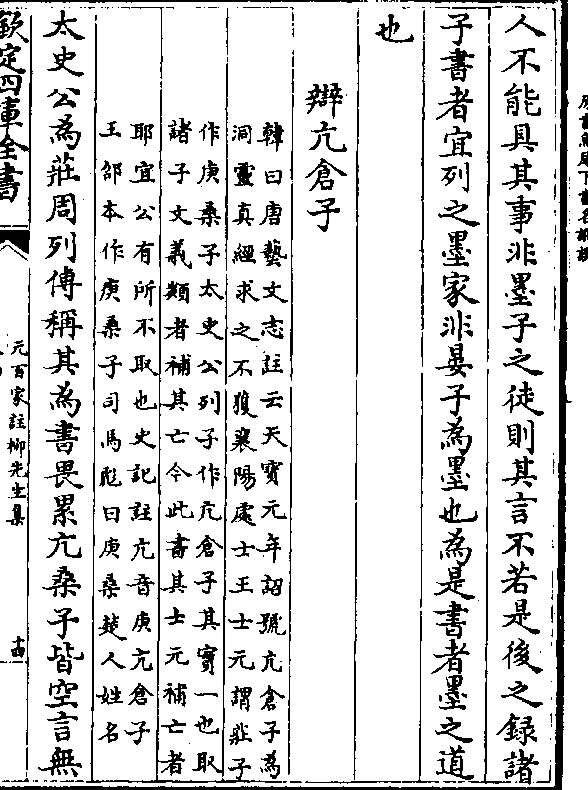 人不能具其事非墨子之徒則其言不若是後之録諸
子書者宜列之墨家非晏子為墨也為是書者墨之道
也
辯亢倉子
韓曰唐藝文志註云天寶元年詔號亢倉子為
洞靈真經求之不獲襄陽處士王士元謂莊子
作庚桑子太史公列子作亢倉子其實一也取
諸子文義類者補其亡今此書其士元補亡者
耶宜公有所不取也史記註亢音庚亢倉子
王邵本作庚桑子司馬彪曰庚桑楚人姓名
太史公為莊周列傳稱其為書畏累亢桑子皆空言無
欽定四庫全書
元百家註柳先生集